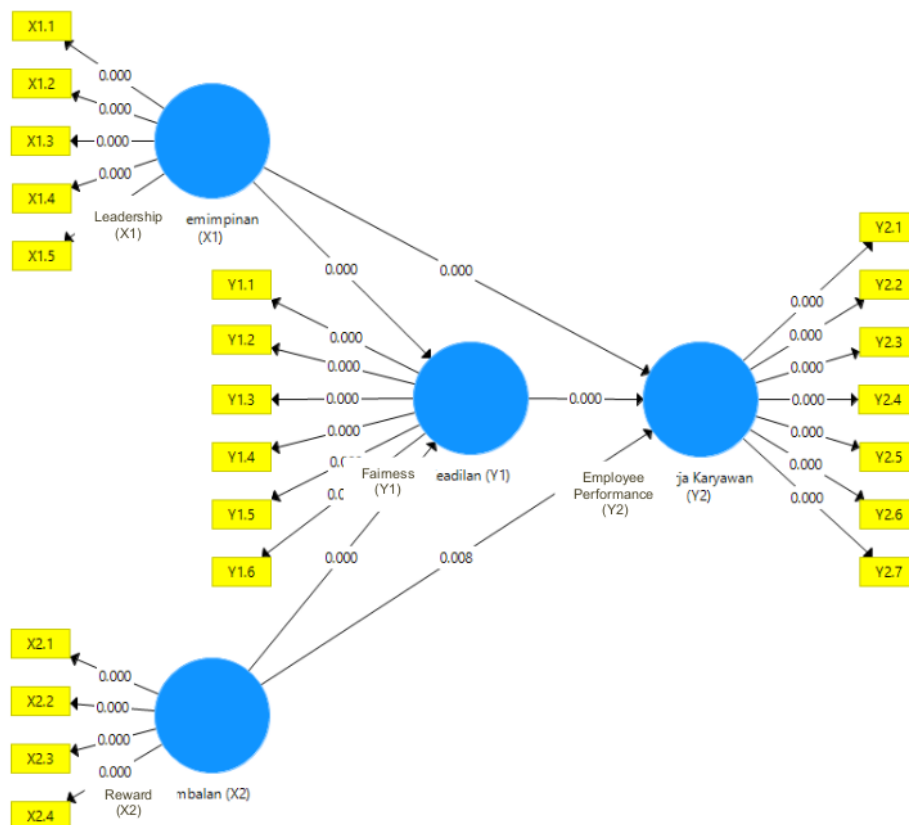 X1.1
0.000
X1.2
0.000
X1.3
0.000
X1.4
0.000
X1.5
Leadership
(X1)
emimpinan
(X1)
0.000
0.000
Y1.1
0.000
Y1.2
0.000
Y1.3
0.000
Y1.4
0.000
Y1.5
Y1.6
Fairness
(Y1)
eadilan (Y1)
0.000
Employee
Performance
(Y2)
ja Karyawan
(Y2)
Y2.1
0.000
Y2.2
0.000
Y2.3
0.000
Y2.4
0.000
Y2.5
0.000
Y2.6
0.000
Y2.7
0.000
0.000
0.008
X2.1
0.000
X2.2
0.000
X2.3
0.000
X2.4
0.000
Reward
(X2)
nbalan (X2)